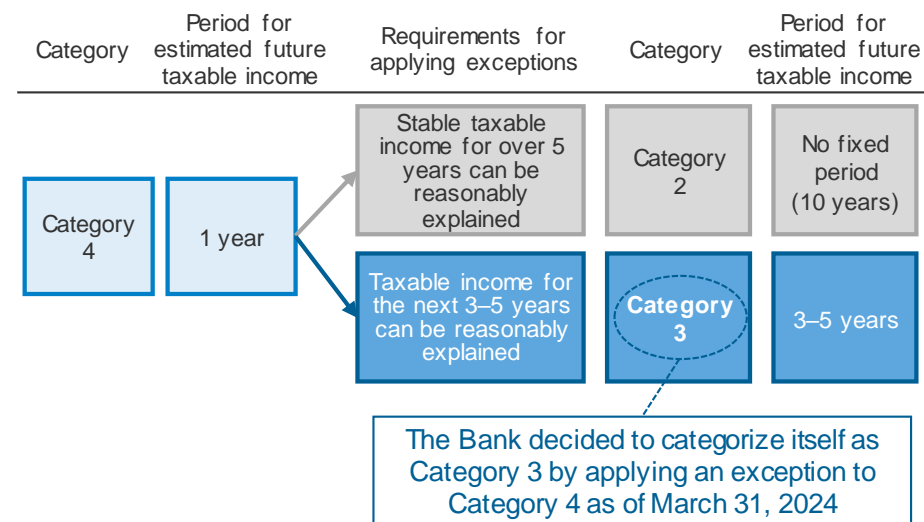 Category
Period for
estimated future
taxable income
Requirements for
applying exceptions
Category
Period for
estimated future
taxable income
Category
4
1 year
Stable taxable
income for over 5
years can be
reasonably
explained
Category
2
No fixed
period
(10 years)
Taxable income for
the next 3–5 years
can be reasonably
explained
Category
3
3–5 years
The Bank decided to categorize itself as
Category 3 by applying an exception to
Category 4 as of March 31, 2024